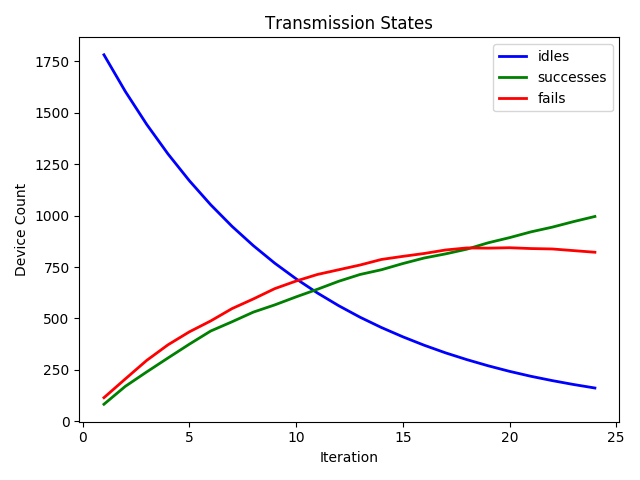 Transmission States
idles
successes
fails
Device Count
1750
1500
1250
1000
750
500
250
0
0 5 10 15 20 25
Iteration